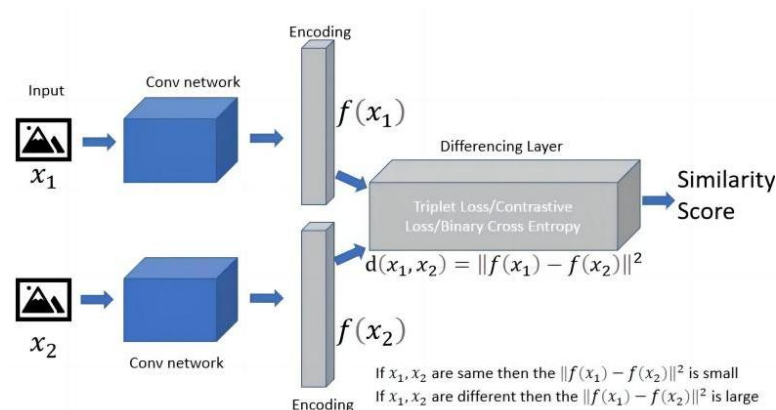 Encoding
Conv network
Input
f(x₁)
x₁
Differencing Layer
Triplet Loss/Contrastive
Loss/Binary Cross Entropy
Similarity
Score
d(x₁, x₂) = ‖f(x₁) − f(x₂)‖²
x₂
f(x₂)
Conv network
Encoding
If x₁, x₂ are same then the ‖f(x₁) − f(x₂)‖² is small
If x₁, x₂ are different then the ‖f(x₁) − f(x₂)‖² is large